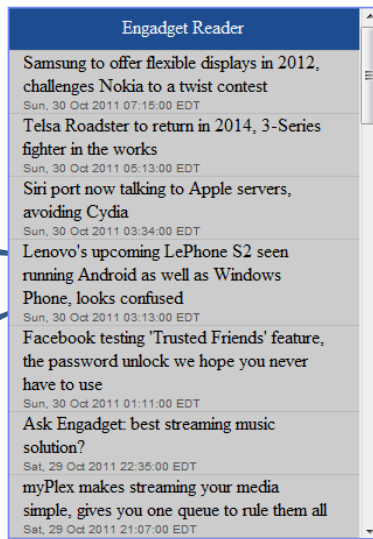 Engadget Reader
Samsung to offer flexible displays in 2012,
challenges Nokia to a twist contest
Sun, 30 Oct 2011 07:15:00 EDT
Telsa Roadster to return in 2014, 3-Series
fighter in the works
Sun, 30 Oct 2011 05:13:00 EDT
Siri port now talking to Apple servers,
avoiding Cydia
Sun, 30 Oct 2011 03:34:00 EDT
Lenovo's upcoming LePhone S2 seen
running Android as well as Windows
Phone, looks confused
Sun, 30 Oct 2011 03:13:00 EDT
Facebook testing 'Trusted Friends' feature,
the password unlock we hope you never
have to use
Sun, 30 Oct 2011 01:11:00 EDT
Ask Engadget: best streaming music
solution?
Sat, 29 Oct 2011 22:35:00 EDT
myPlex makes streaming your media
simple, gives you one queue to rule them all
Sat, 29 Oct 2011 21:07:00 EDT